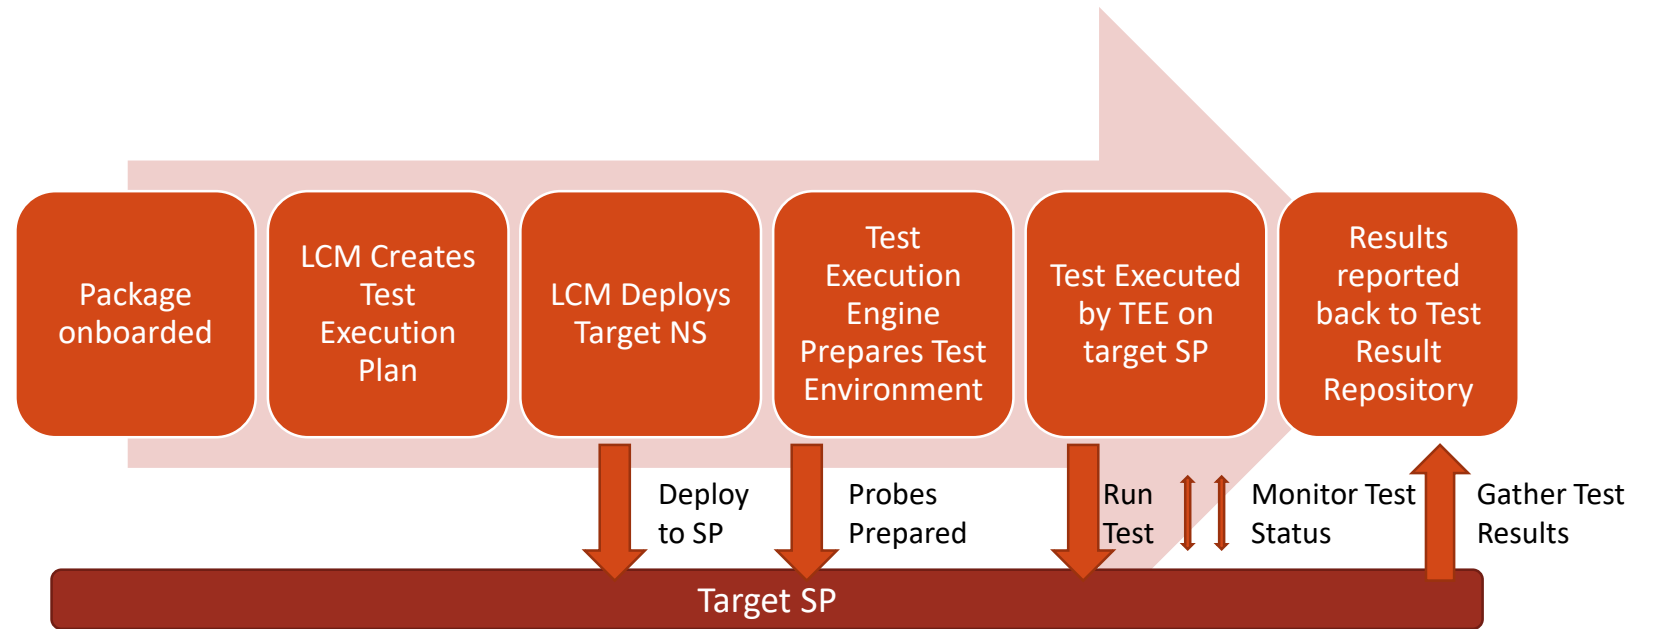 Package
onboarded
LCM Creates
Test
Execution
Plan
LCM Deploys
Target NS
Test
Execution
Engine
Prepares Test
Environment
Test Executed
by TEE on
target SP
Results
reported
back to Test
Result
Repository
Deploy
to SP
Probes
Prepared
Run
Test
Monitor Test
Status
Gather Test
Results
Target SP